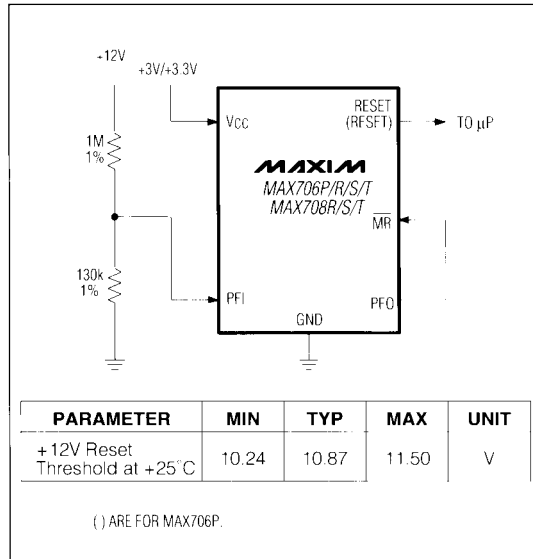 +12V
+3V/+3.3V
RESET
(RESET)
TO µP
VCC
1M
1%
MAXIM
MAX706P/R/S/T
MAX708R/S/T
MR
130k
1%
PFI
PFO
GND
PARAMETER MIN TYP MAX UNIT
+12V Reset
Threshold at +25°C 10.24 10.87 11.50 V
( ) ARE FOR MAX706P.